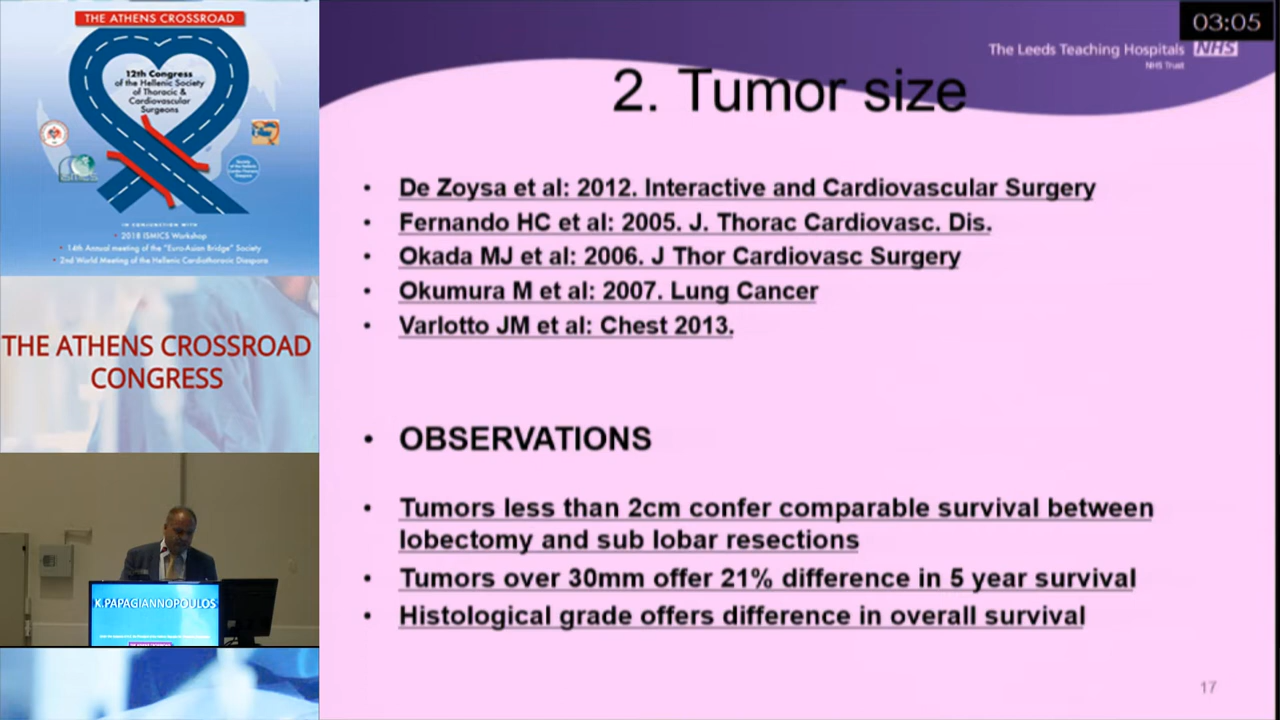 THE ATHENS CROSSROAD
12th Congress
of the Hellenic Society
of Thoracic &
Cardiovascular
Surgeons
IN CONJUNCTION WITH
• 2018 ISMICS Workshop
• 14th Annual meeting of the "Euro-Asian Bridge" Society
• 2nd World Meeting of the Hellenic Cardiothoracic Diaspora
THE ATHENS CROSSROAD
CONGRESS
K.PAPAGIANNOPOULOS
03:05
The Leeds Teaching Hospitals NHS
NHS Trust
2. Tumor size
• De Zoysa et al: 2012. Interactive and Cardiovascular Surgery
• Fernando HC et al: 2005. J. Thorac Cardiovasc. Dis.
• Okada MJ et al: 2006. J Thor Cardiovasc Surgery
• Okumura M et al: 2007. Lung Cancer
• Varlotto JM et al: Chest 2013.
• OBSERVATIONS
• Tumors less than 2cm confer comparable survival between
lobectomy and sub lobar resections
• Tumors over 30mm offer 21% difference in 5 year survival
• Histological grade offers difference in overall survival
17